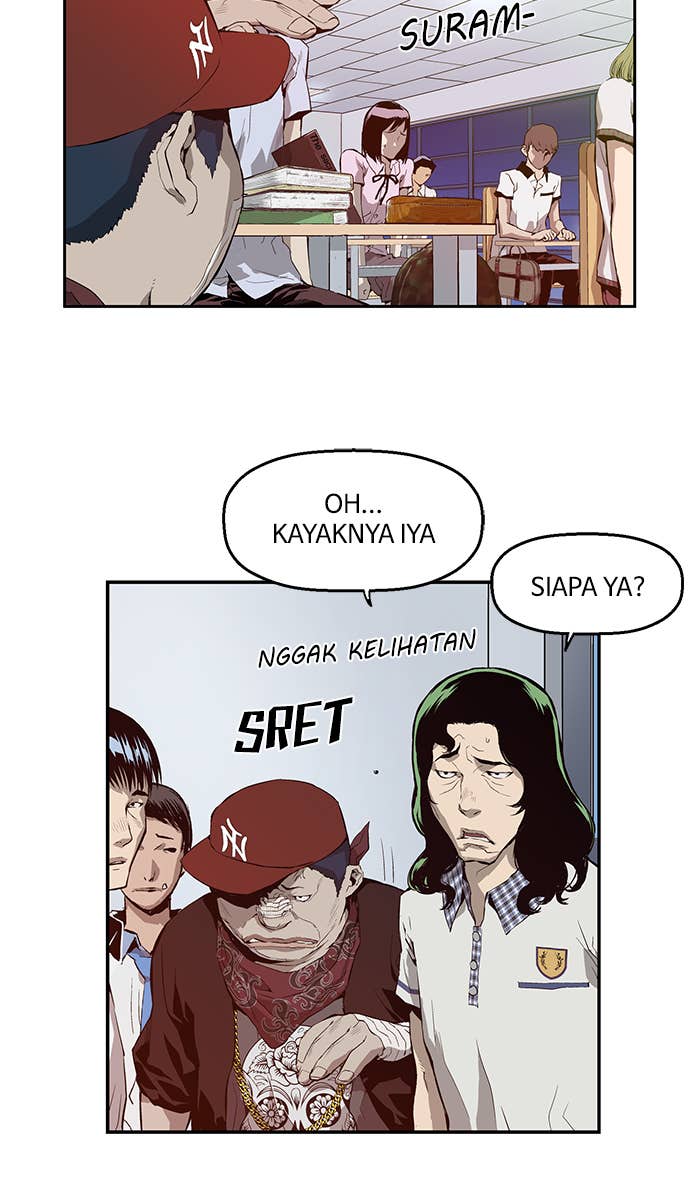 SURAM-
OH...
KAYAKNYA IYA
SIAPA YA?
NGGAK KELIHATAN
SRET